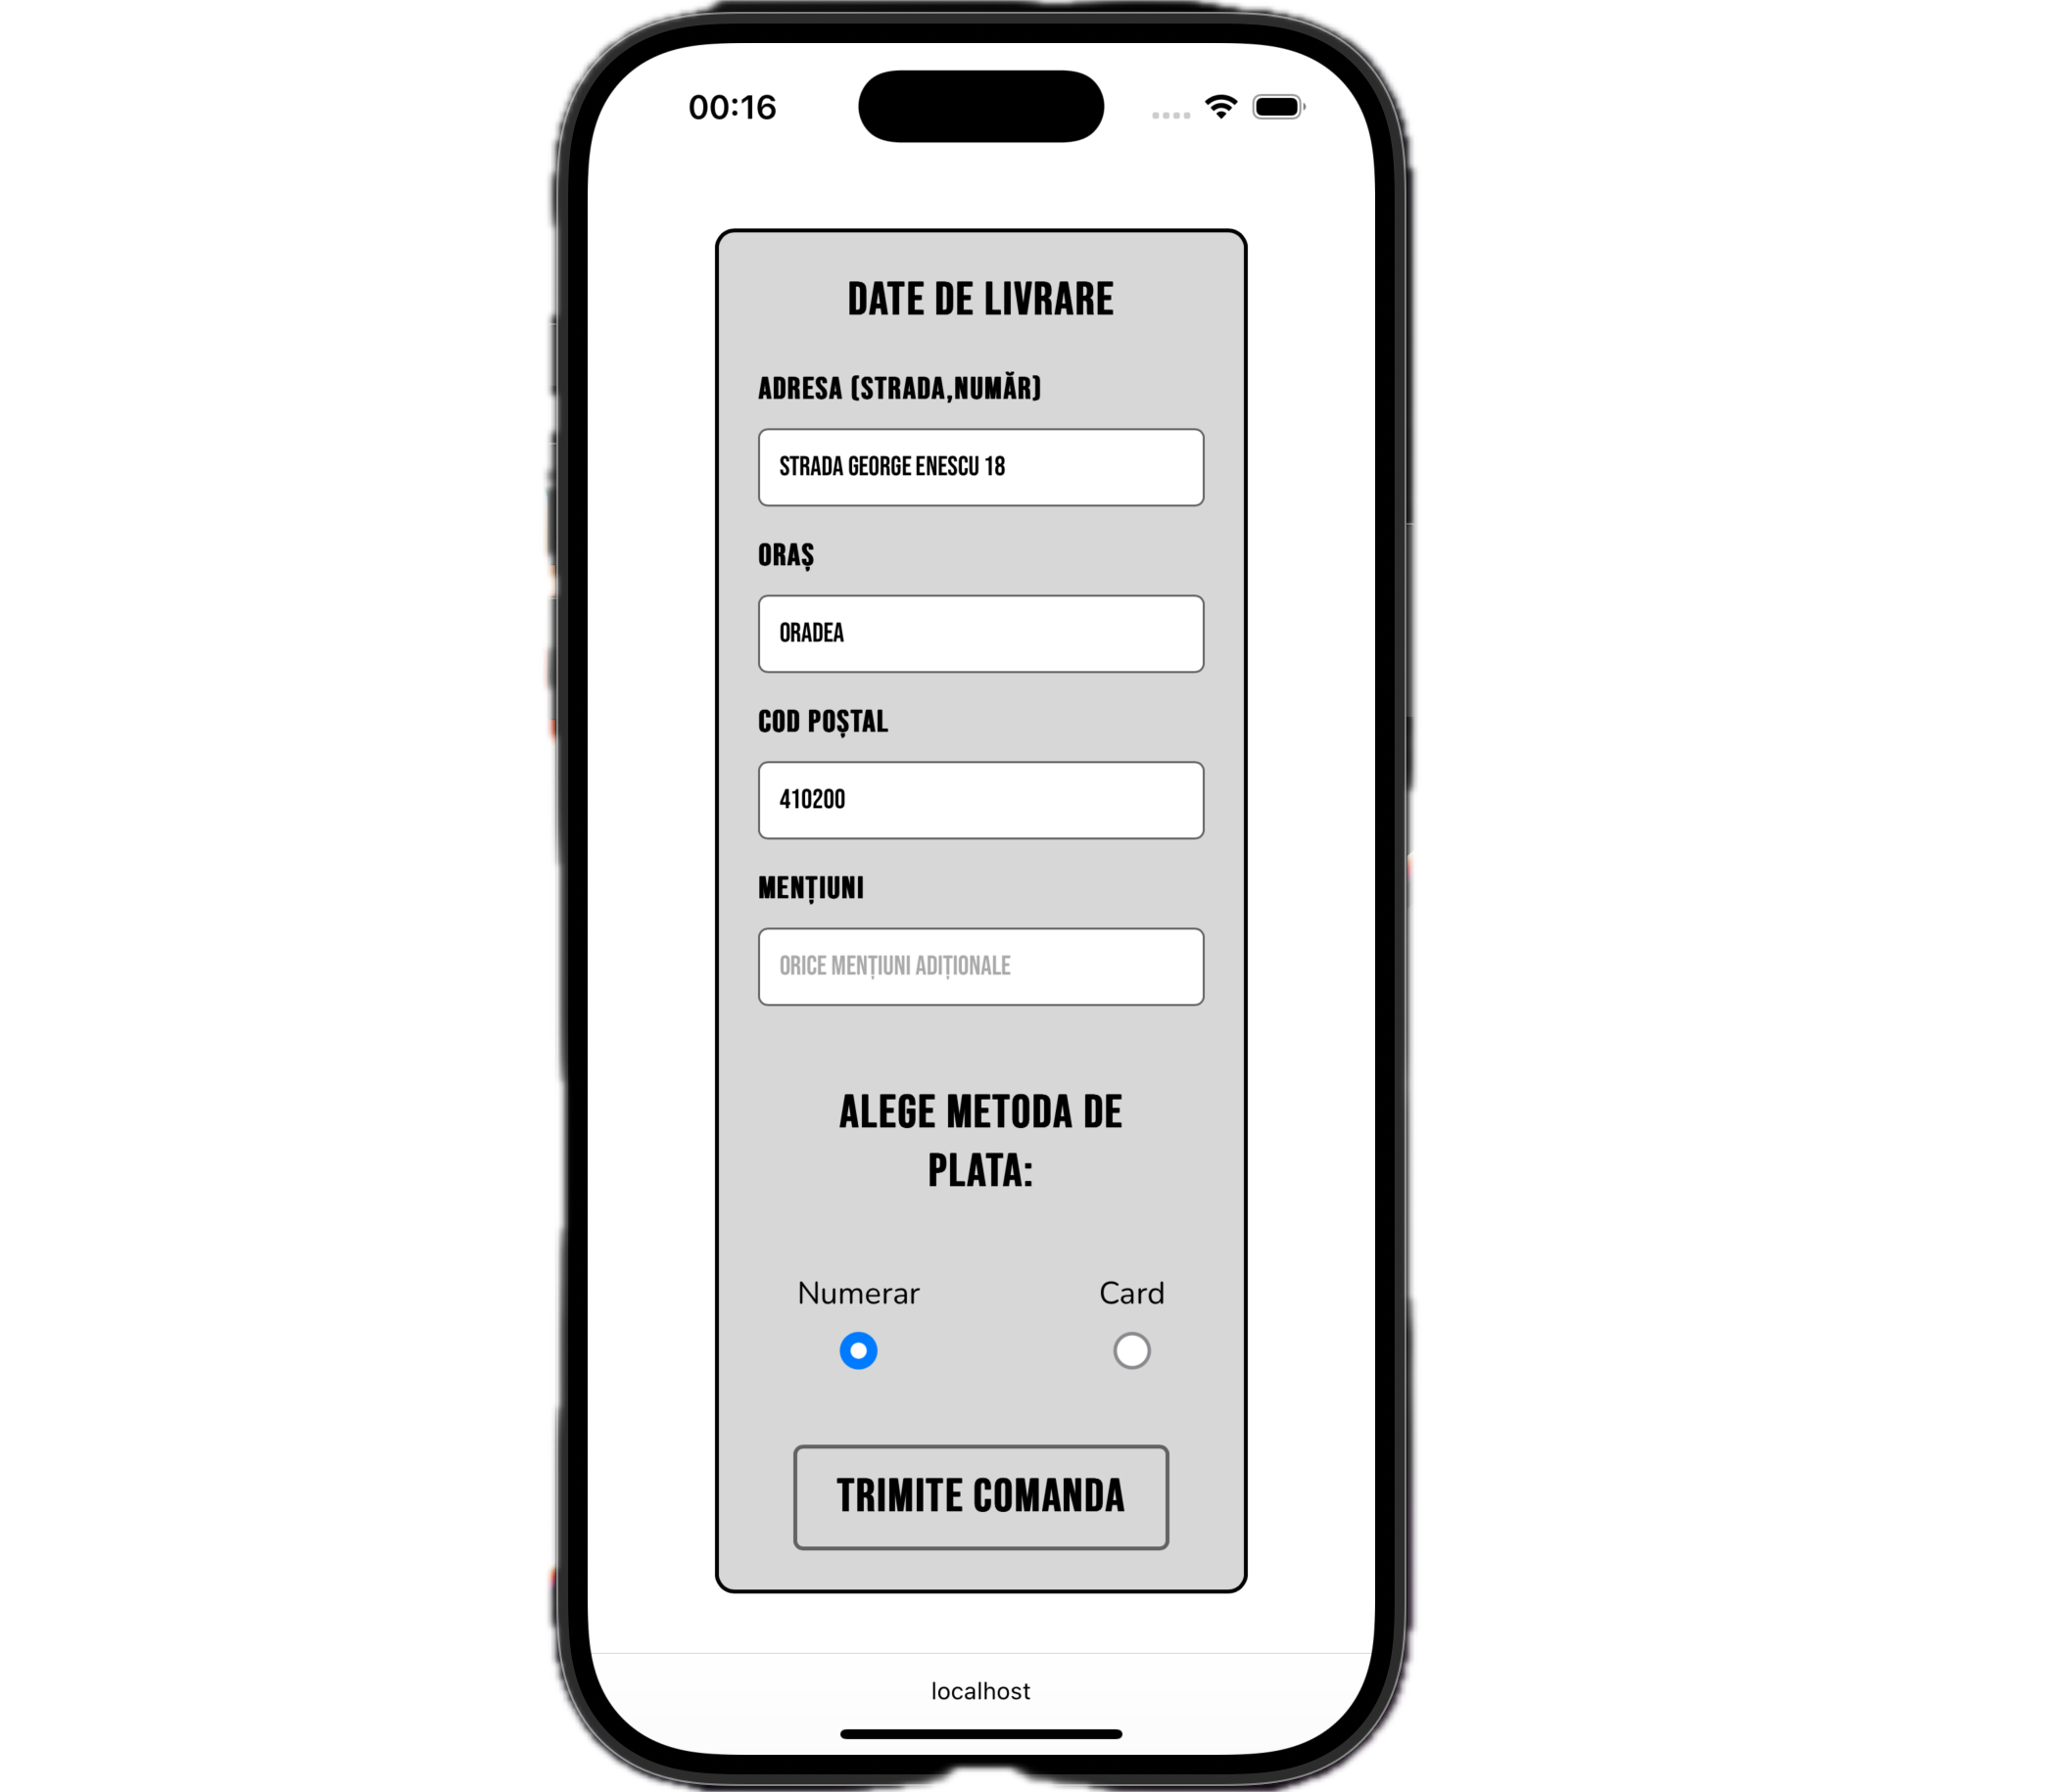 00:16
DATE DE LIVRARE
ADRESA (STRADA,NUMĂR)
STRADA GEORGE ENESCU 18
ORAȘ
ORADEA
COD POȘTAL
410200
MENȚIUNI
ORICE MENȚIUNI ADIȚIONALE
ALEGE METODA DE
PLATA:
Numerar Card
TRIMITE COMANDA
localhost